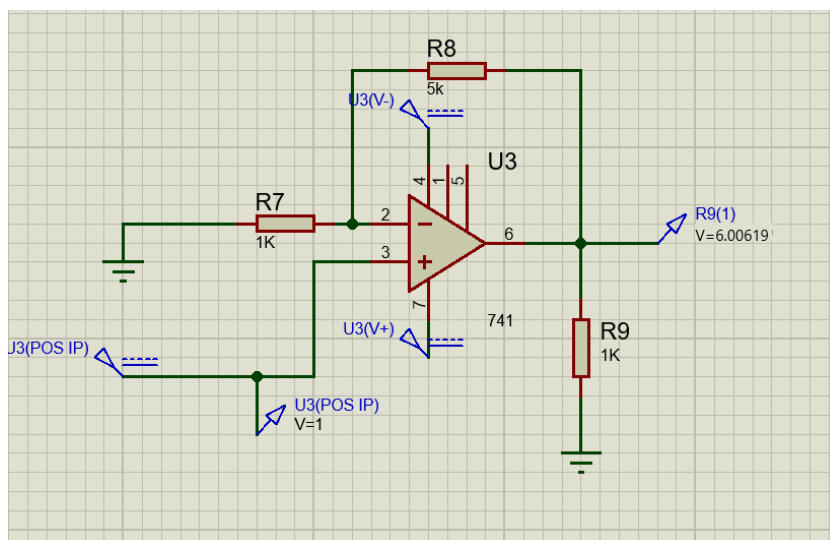 R8
5k
U3(V-)
U3
4
1
5
R7
1K
2
3
6
7
741
R9(1)
V=6.00619
U3(V+)
R9
1K
U3(POS IP)
U3(POS IP)
V=1